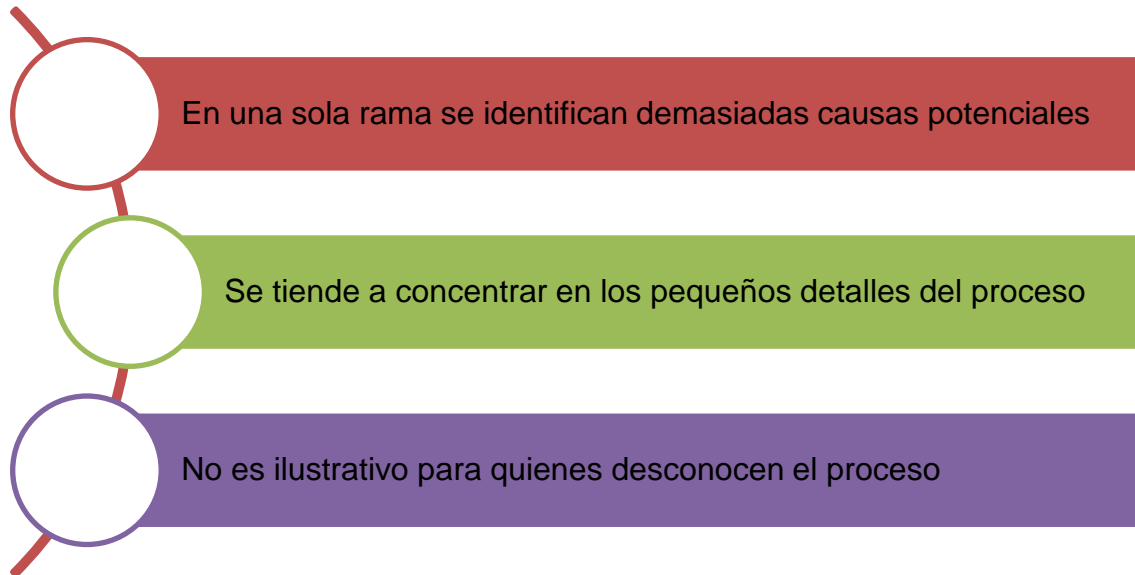 En una sola rama se identifican demasiadas causas potenciales
Se tiende a concentrar en los pequeños detalles del proceso
No es ilustrativo para quienes desconocen el proceso